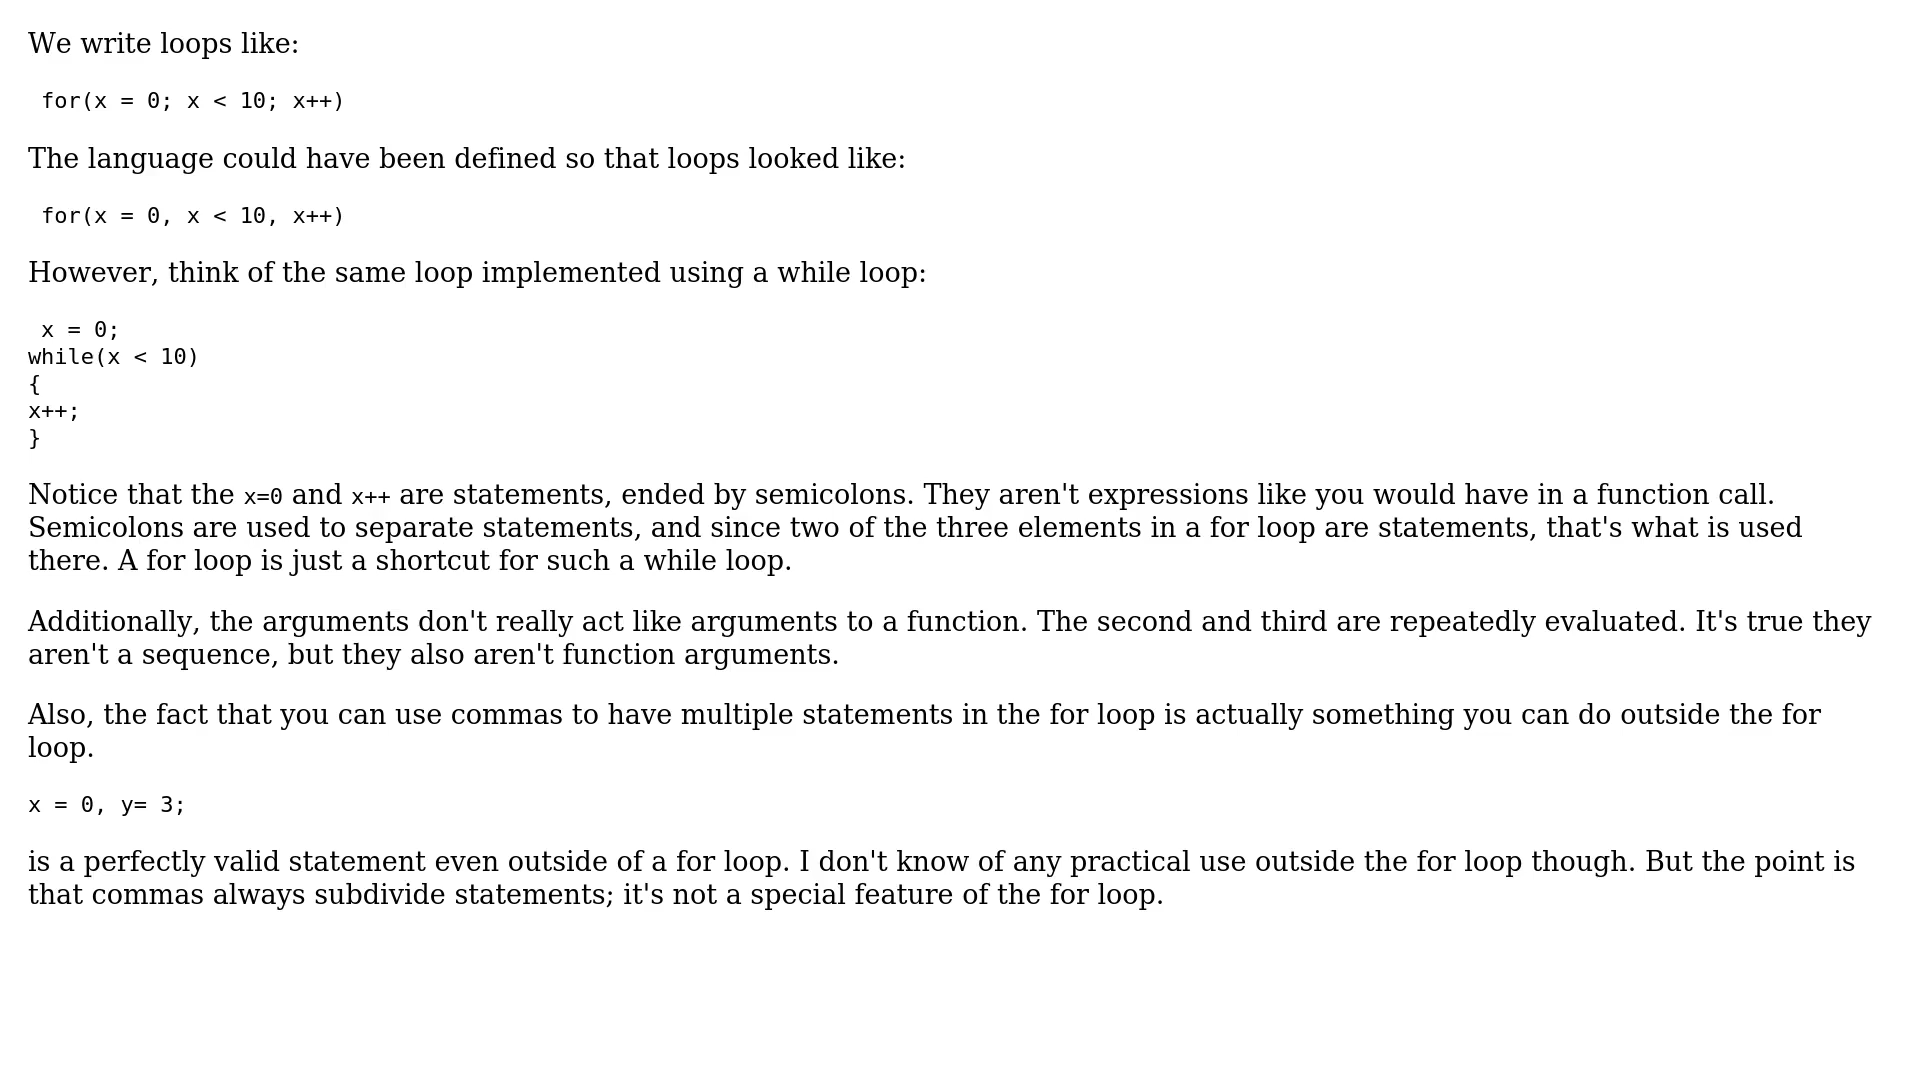 We write loops like:
for(x = 0; x < 10; x++)
The language could have been defined so that loops looked like:
for(x = 0, x < 10, x++)
However, think of the same loop implemented using a while loop:
x = 0;
while(x < 10)
{
x++;
}
Notice that the x=0 and x++ are statements, ended by semicolons. They aren't expressions like you would have in a function call.
Semicolons are used to separate statements, and since two of the three elements in a for loop are statements, that's what is used
there. A for loop is just a shortcut for such a while loop.
Additionally, the arguments don't really act like arguments to a function. The second and third are repeatedly evaluated. It's true they
aren't a sequence, but they also aren't function arguments.
Also, the fact that you can use commas to have multiple statements in the for loop is actually something you can do outside the for
loop.
x = 0, y= 3;
is a perfectly valid statement even outside of a for loop. I don't know of any practical use outside the for loop though. But the point is
that commas always subdivide statements; it's not a special feature of the for loop.